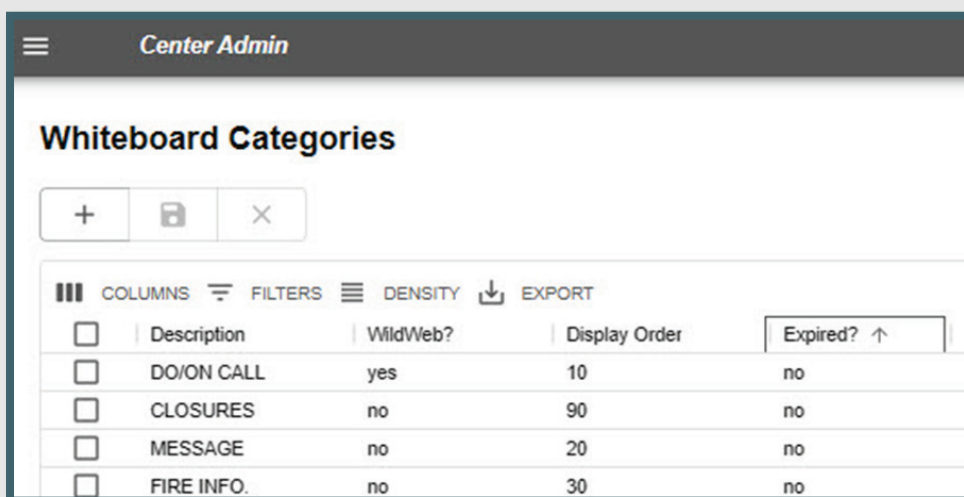 Center Admin
Whiteboard Categories
COLUMNS FILTERS DENSITY EXPORT
Description WildWeb? Display Order Expired?
DO/ON CALL yes 10 no
CLOSURES no 90 no
MESSAGE no 20 no
FIRE INFO. no 30 no